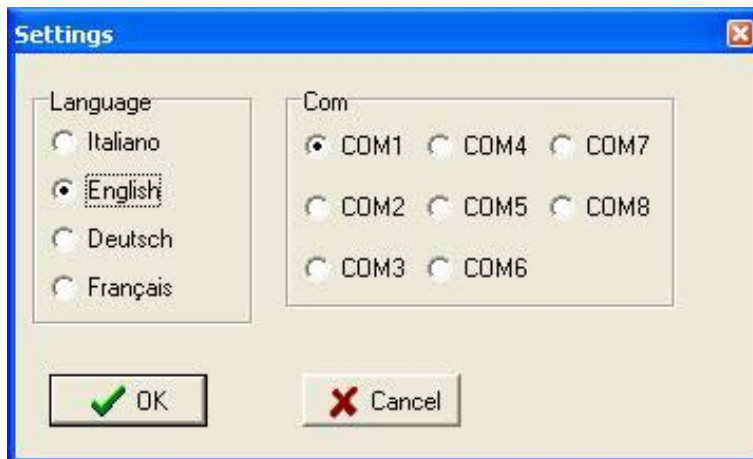 Settings
Language
Italiano
English
Deutsch
Français
Com
COM1 COM4 COM7
COM2 COM5 COM8
COM3 COM6
OK Cancel